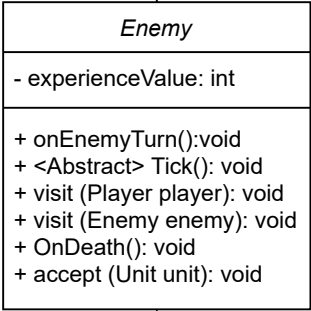 Enemy
- experienceValue: int
+ onEnemyTurn():void
+ <Abstract> Tick(): void
+ visit (Player player): void
+ visit (Enemy enemy): void
+ OnDeath(): void
+ accept (Unit unit): void